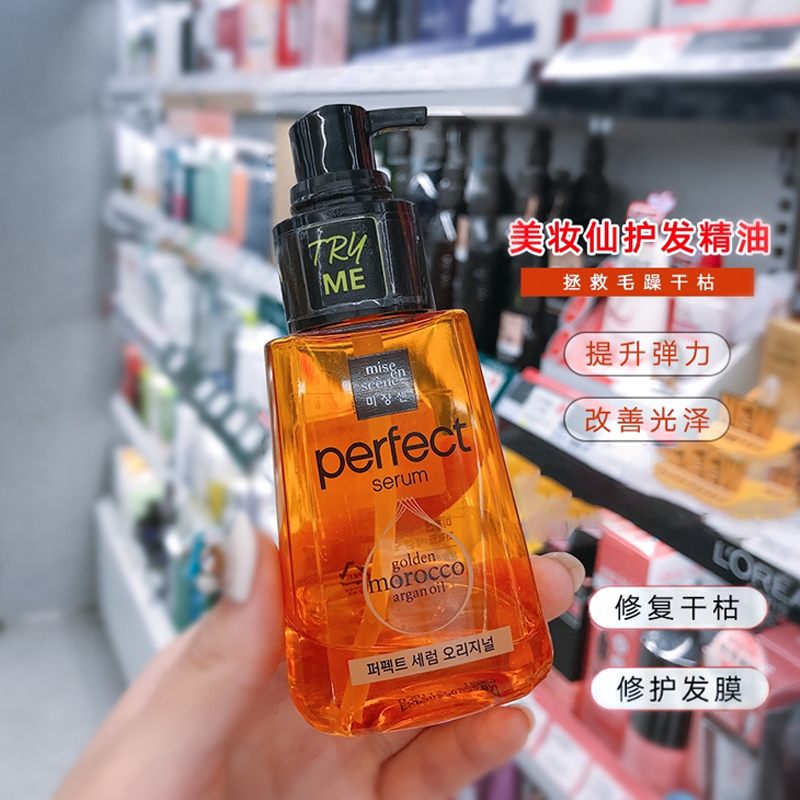 TRY
ME
mise
en
scène
미쟝센
perfect
serum
golden
morocco
argan oil
퍼펙트 세럼 오리지널
美妆仙护发精油
拯救毛躁干枯
提升弹力
改善光泽
修复干枯
修护发膜
L'ORÉA